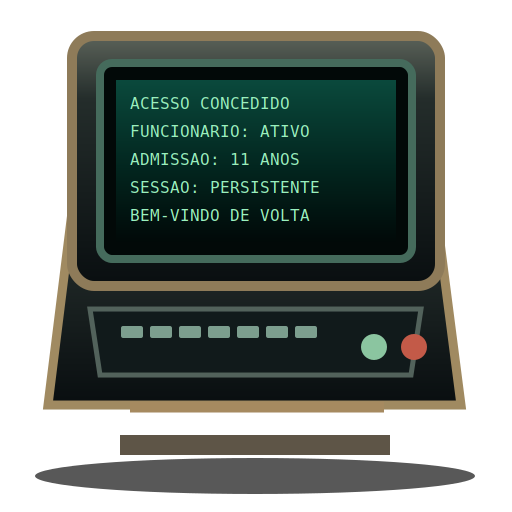 ACESSO CONCEDIDO
FUNCIONARIO: ATIVO
ADMISSAO: 11 ANOS
SESSAO: PERSISTENTE
BEM-VINDO DE VOLTA